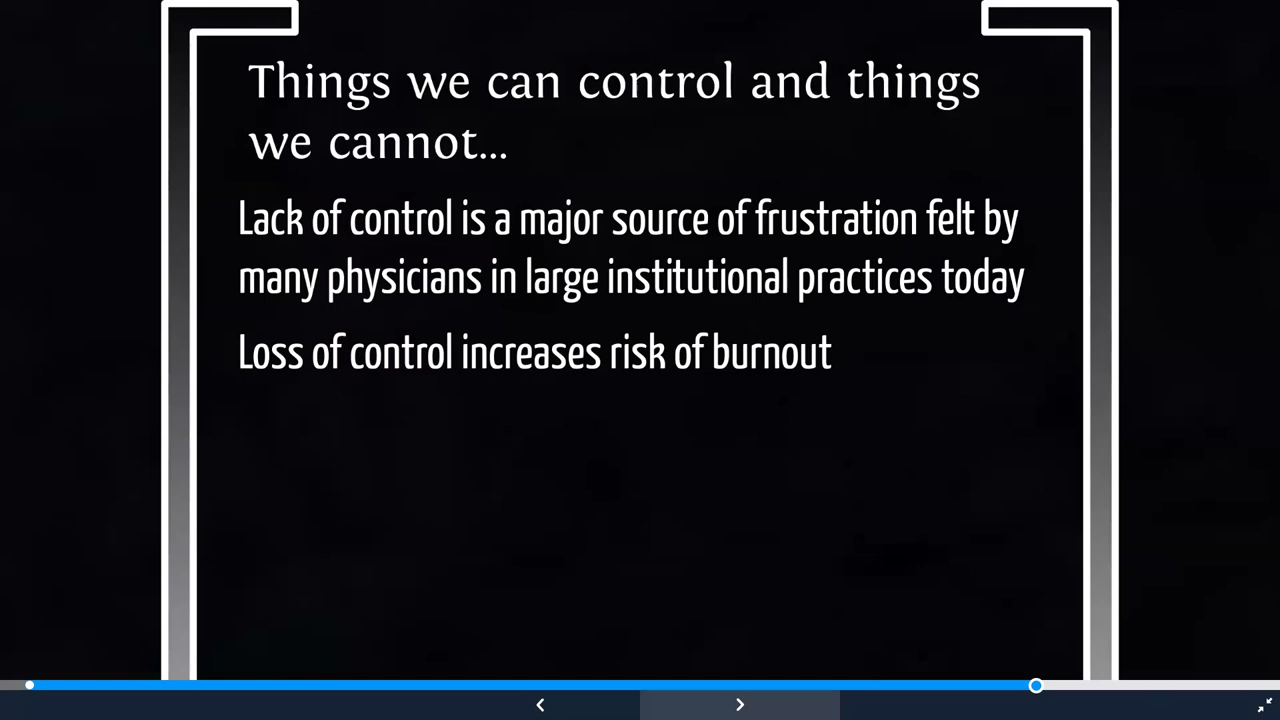 Things we can control and things
we cannot...
Lack of control is a major source of frustration felt by
many physicians in large institutional practices today
Loss of control increases risk of burnout